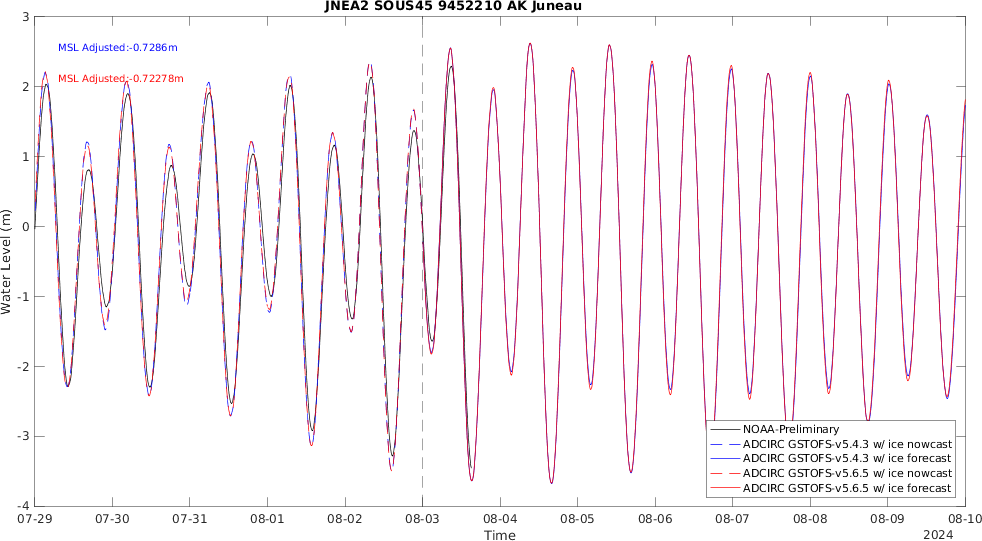 JNEA2 SOUS45 9452210 AK Juneau
MSL Adjusted:-0.7286m
MSL Adjusted:-0.72278m
Water Level (m)
3
2
1
0
-1
-2
-3
-4
NOAA-Preliminary
ADCIRC GSTOFS-v5.4.3 w/ ice nowcast
ADCIRC GSTOFS-v5.4.3 w/ ice forecast
ADCIRC GSTOFS-v5.6.5 w/ ice nowcast
ADCIRC GSTOFS-v5.6.5 w/ ice forecast
07-29 07-30 07-31 08-01 08-02 08-03 08-04 08-05 08-06 08-07 08-08 08-09 08-10
Time
2024